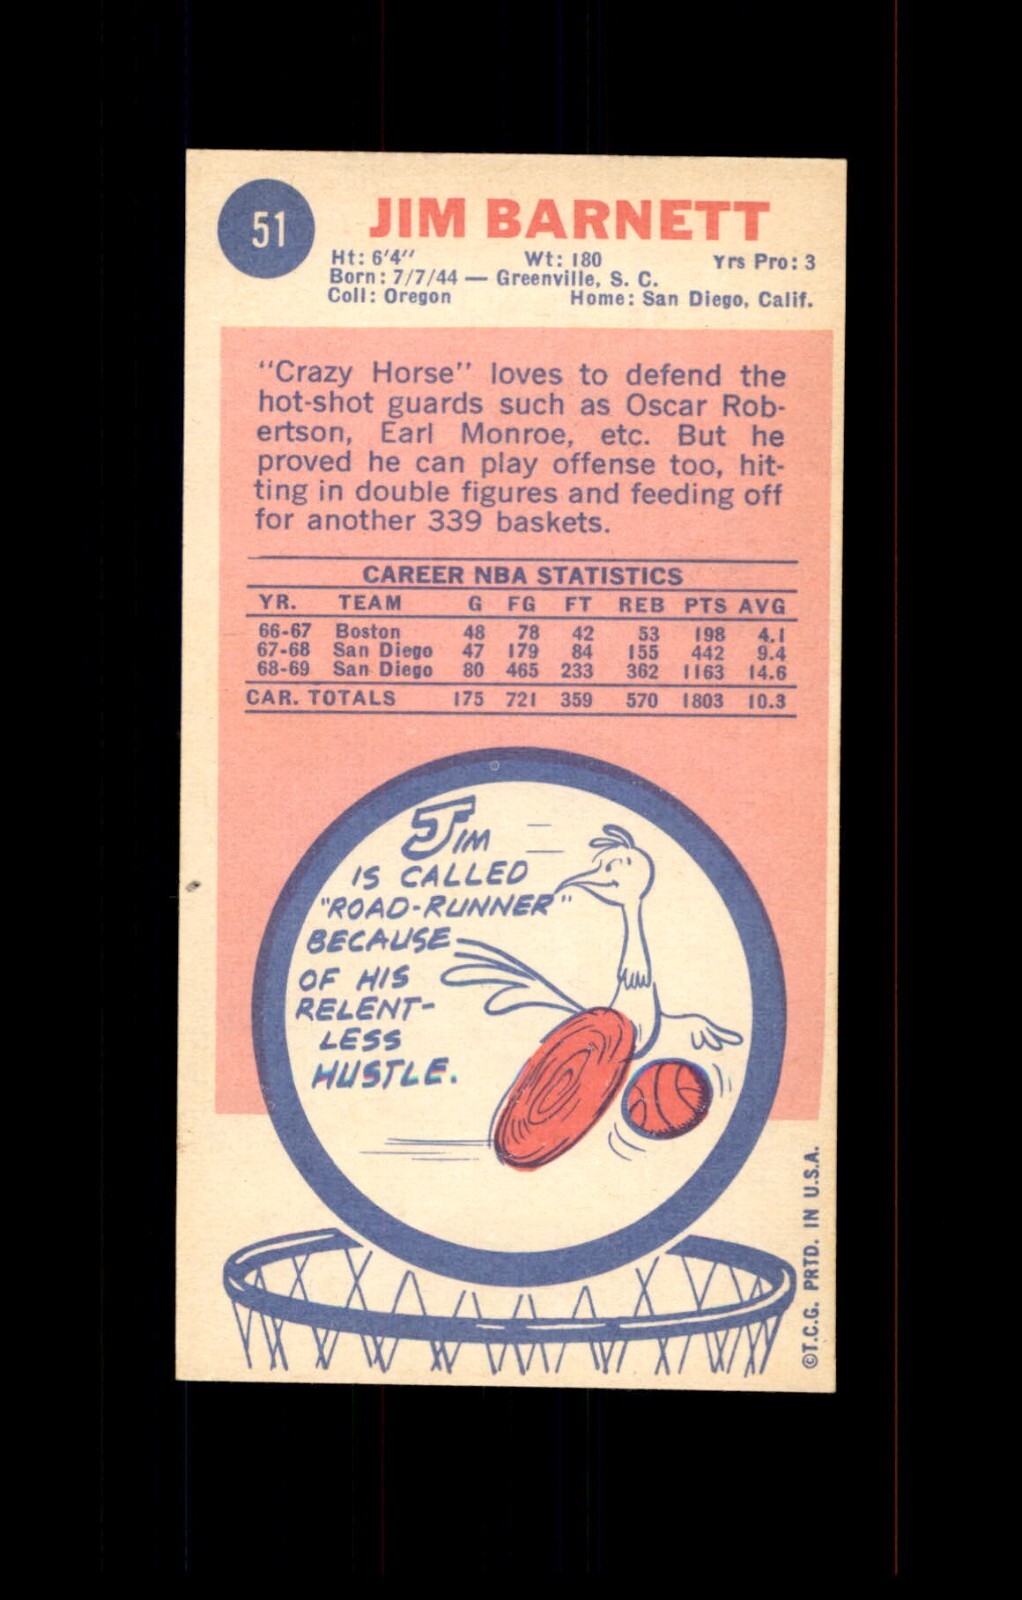 51
JIM BARNETT
Ht: 6'4" Wt: 180 Yrs Pro: 3
Born: 7/7/44 — Greenville, S. C.
Coll: Oregon Home: San Diego, Calif.
"Crazy Horse" loves to defend the
hot-shot guards such as Oscar Rob-
ertson, Earl Monroe, etc. But he
proved he can play offense too, hit-
ting in double figures and feeding off
for another 339 baskets.
CAREER NBA STATISTICS
YR. TEAM G FG FT REB PTS AVG
66-67 Boston 48 78 42 53 198 4.1
67-68 San Diego 47 179 84 155 442 9.4
68-69 San Diego 80 465 233 362 1163 14.6
CAR. TOTALS 175 721 359 570 1803 10.3
JIM
IS CALLED
"ROAD-RUNNER"
BECAUSE
OF HIS
RELENT-
LESS
HUSTLE.
©T.C.G. PRTD. IN U.S.A.